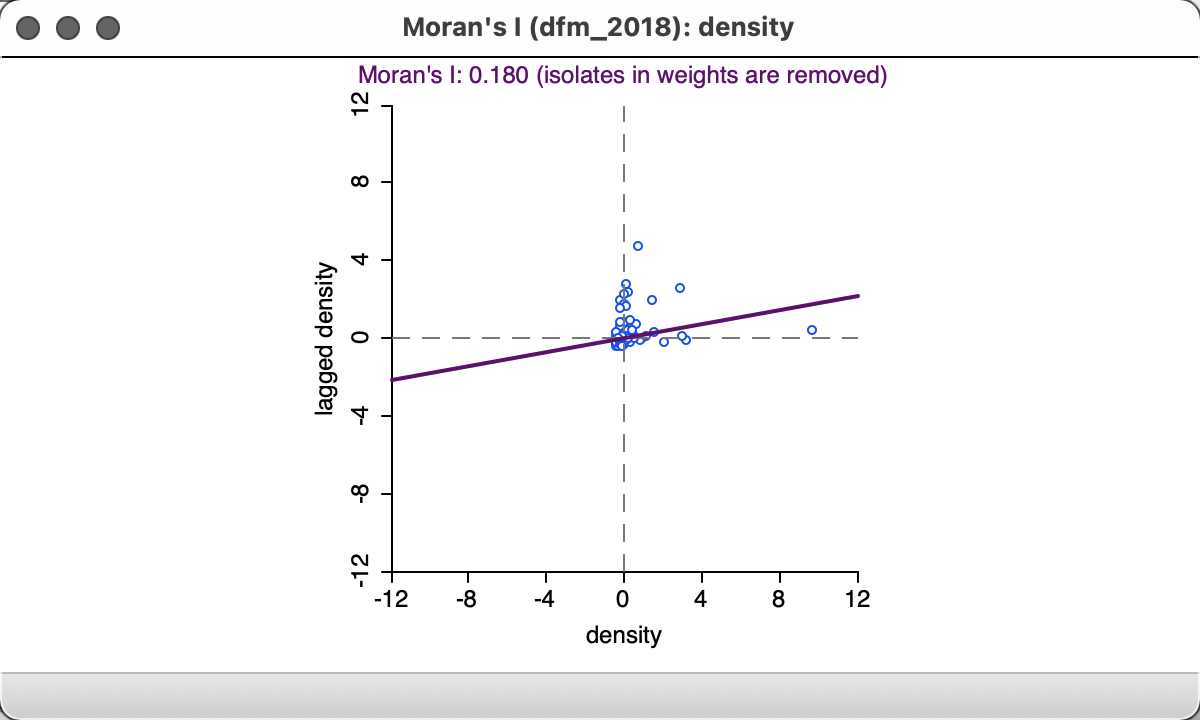 Moran's I (dfm_2018): density
Moran's I: 0.180 (isolates in weights are removed)
12
8
4
0
-4
-8
-12
lagged density
-12 -8 -4 0 4 8 12
density